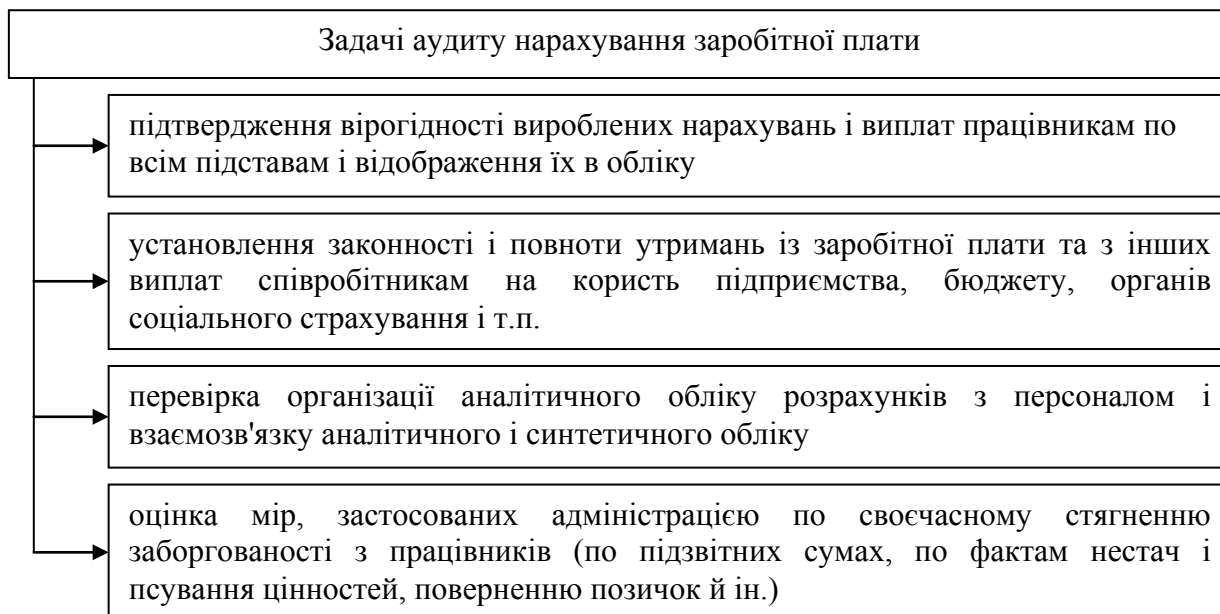 Задачі аудиту нарахування заробітної плати
підтвердження вірогідності вироблених нарахувань і виплат працівникам по
всім підставам і відображення їх в обліку
установлення законності і повноти утримань із заробітної плати та з інших
виплат співробітникам на користь підприємства, бюджету, органів
соціального страхування і т.п.
перевірка організації аналітичного обліку розрахунків з персоналом і
взаємозв'язку аналітичного і синтетичного обліку
оцінка мір, застосованих адміністрацією по своєчасному стягненню
заборгованості з працівників (по підзвітних сумах, по фактам нестач і
псування цінностей, поверненню позичок й ін.)